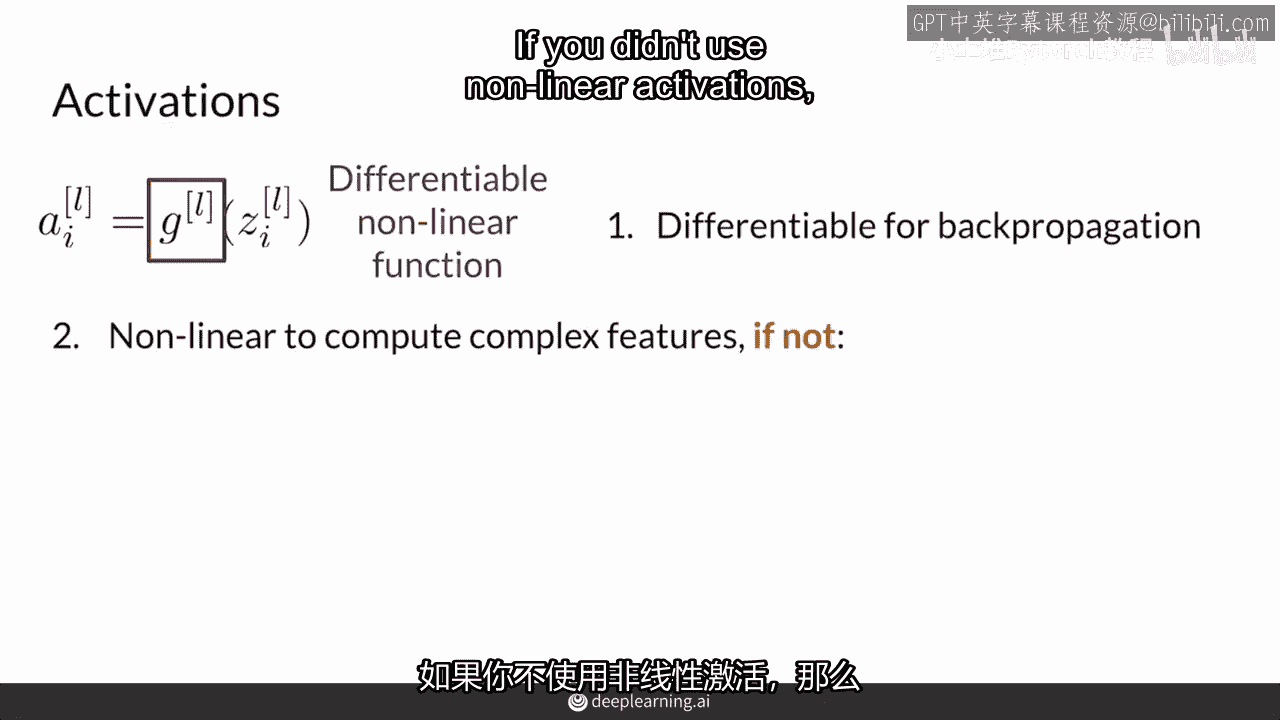 GPT中英字幕课程资源@bilibili.com
If you didn't use
non-linear activations,
bilibili
Activations
a_i^{[l]} = g^{[l]}(z_i^{[l]})
Differentiable
non-linear
function
1. Differentiable for backpropagation
2. Non-linear to compute complex features, if not:
如果你不使用非线性激活，那么
deeplearning.ai